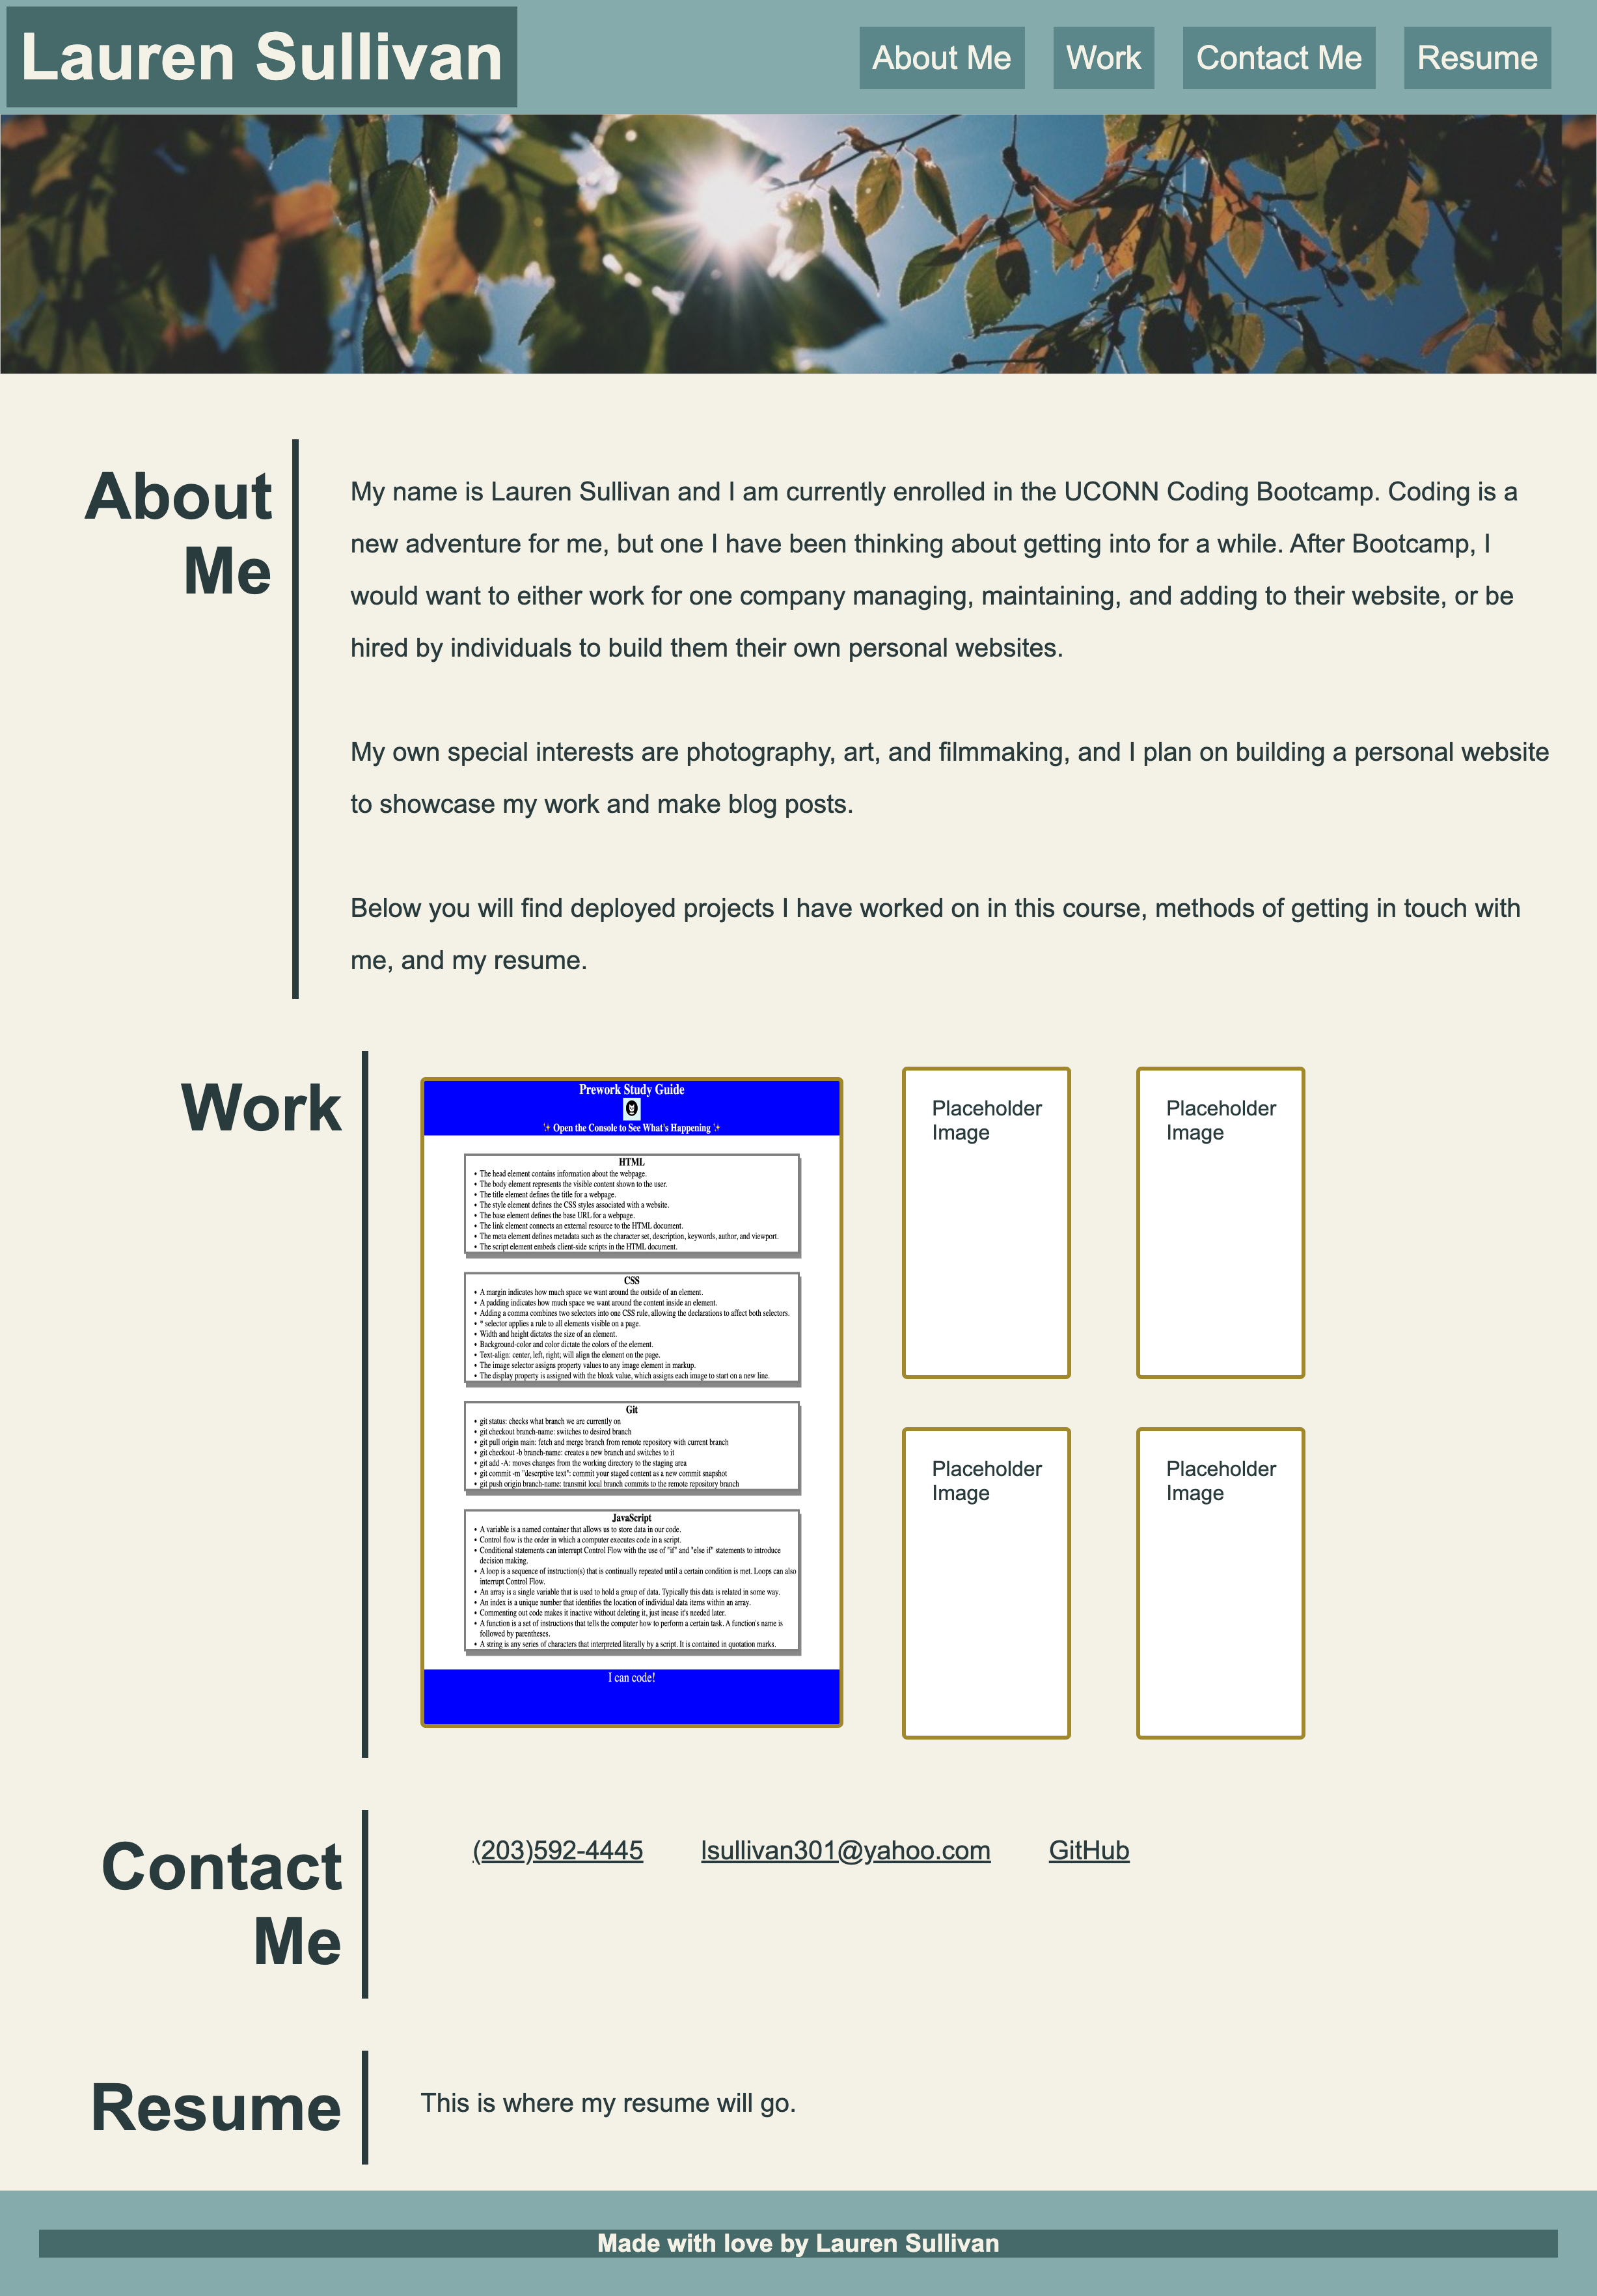 Lauren Sullivan
About Me
Work
Contact Me
Resume
About
Me
My name is Lauren Sullivan and I am currently enrolled in the UCONN Coding Bootcamp. Coding is a
new adventure for me, but one I have been thinking about getting into for a while. After Bootcamp, I
would want to either work for one company managing, maintaining, and adding to their website, or be
hired by individuals to build them their own personal websites.
My own special interests are photography, art, and filmmaking, and I plan on building a personal website
to showcase my work and make blog posts.
Below you will find deployed projects I have worked on in this course, methods of getting in touch with
me, and my resume.
Work
Prework Study Guide
✨ Open the Console to See What's Happening ✨
HTML
• The head element contains information about the webpage.
• The body element represents the visible content shown to the user.
• The title element defines the title for a webpage.
• The style element defines the CSS styles associated with a website.
• The base element defines the base URL for a webpage.
• The link element connects an external resource to the HTML document.
• The meta element defines metadata such as the character set, description, keywords, author, and viewport.
• The script element embeds client-side scripts in the HTML document.
CSS
• A margin indicates how much space we want around the outside of an element.
• A padding indicates how much space we want around the content inside an element.
• Adding a comma combines two selectors into one CSS rule, allowing the declarations to affect both selectors.
• * selector applies a rule to all elements visible on a page.
• Width and height dictates the size of an element.
• Background-color and color dictate the colors of the element.
• Text-align: center, left, right; will align the element on the page.
• The image selector assigns property values to any image element in markup.
• The display property is assigned with the bloxk value, which assigns each image to start on a new line.
Git
• git status: checks what branch we are currently on
• git checkout branch-name: switches to desired branch
• git pull origin main: fetch and merge branch from remote repository with current branch
• git checkout -b branch-name: creates a new branch and switches to it
• git add -A: moves changes from the working directory to the staging area
• git commit -m "descrptive text": commit your staged content as a new commit snapshot
• git push origin branch-name: transmit local branch commits to the remote repository branch
JavaScript
• A variable is a named container that allows us to store data in our code.
• Control flow is the order in which a computer executes code in a script.
• Conditional statements can interrupt Control Flow with the use of "if" and "else if" statements to introduce
decision making.
• A loop is a sequence of instruction(s) that is continually repeated until a certain condition is met. Loops can also
interrupt Control Flow.
• An array is a single variable that is used to hold a group of data. Typically this data is related in some way.
• An index is a unique number that identifies the location of individual data items within an array.
• Commenting out code makes it inactive without deleting it, just incase it's needed later.
• A function is a set of instructions that tells the computer how to perform a certain task. A function's name is
followed by parentheses.
• A string is any series of characters that interpreted literally by a script. It is contained in quotation marks.
I can code!
Placeholder
Image
Placeholder
Image
Placeholder
Image
Placeholder
Image
Contact
Me
(203)592-4445
lsullivan301@yahoo.com
GitHub
Resume
This is where my resume will go.
Made with love by Lauren Sullivan